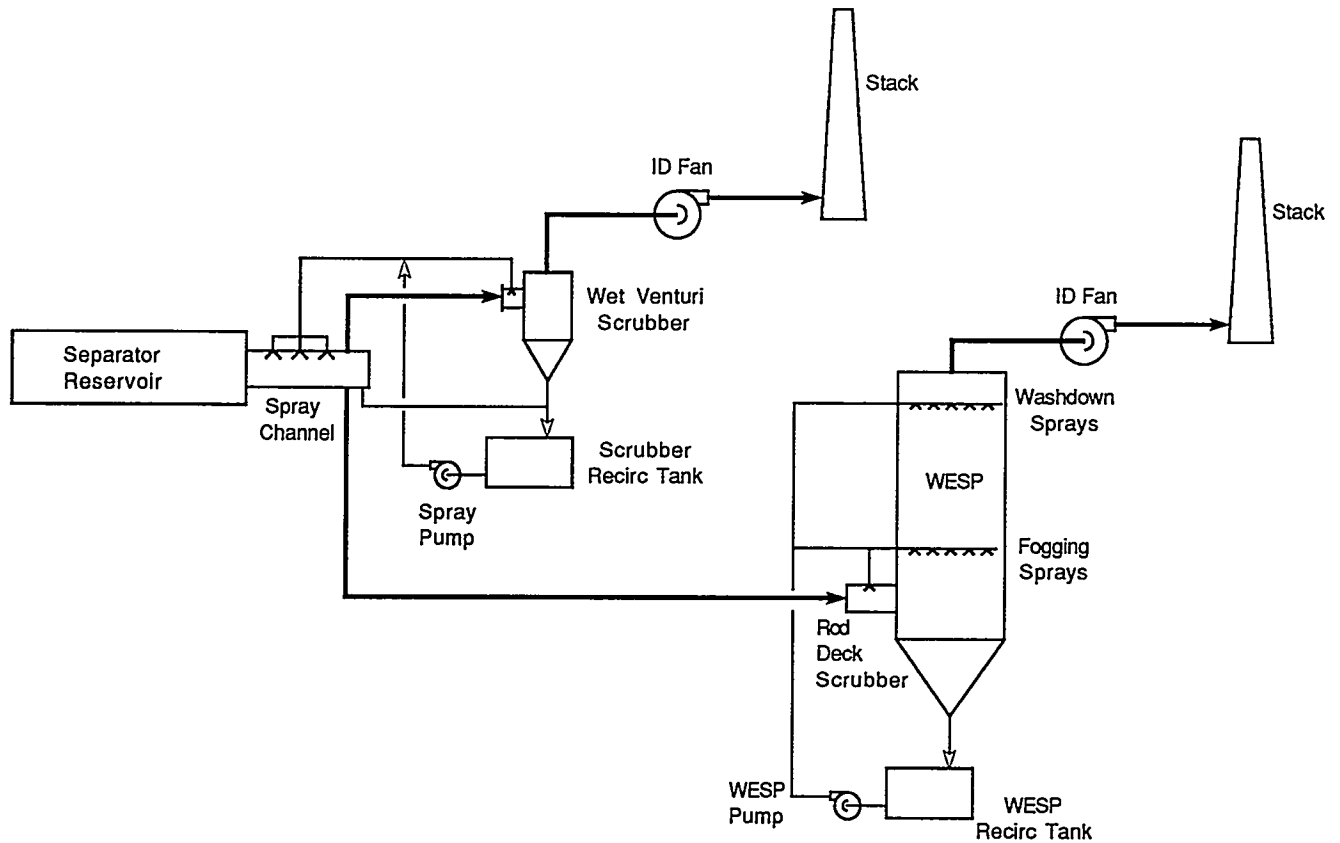 Stack
ID Fan
Stack
Wet Venturi
Scrubber
ID Fan
Separator
Reservoir
Spray
Channel
Washdown
Sprays
Scrubber
Recirc Tank
WESP
Spray
Pump
Fogging
Sprays
Rod
Deck
Scrubber
WESP
Pump
WESP
Recirc Tank